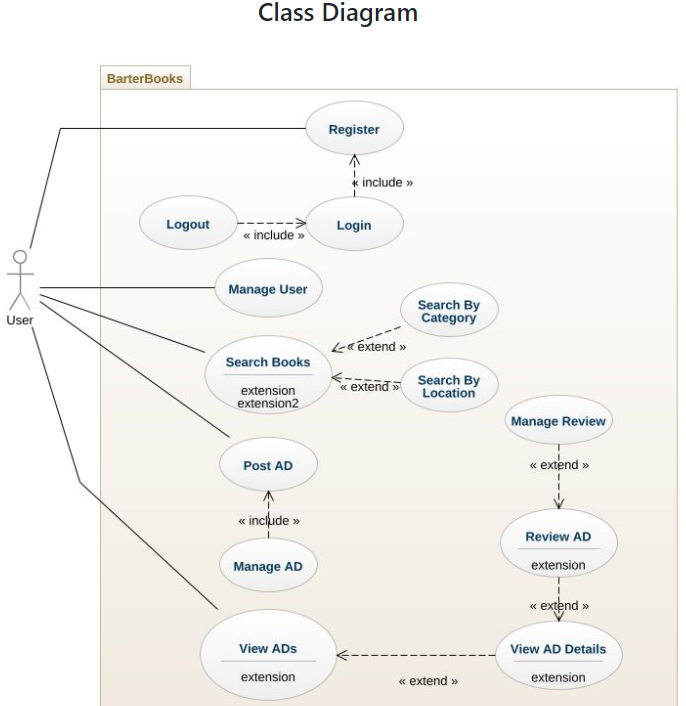 Class Diagram
BarterBooks
Register
« include »
Logout
Login
« include »
Manage User
User
Search By
Category
Search Books
« extend »
extension
extension2
« extend »
Search By
Location
Manage Review
Post AD
« extend »
« include »
Review AD
extension
Manage AD
« extend »
View ADs
extension
View AD Details
extension
« extend »